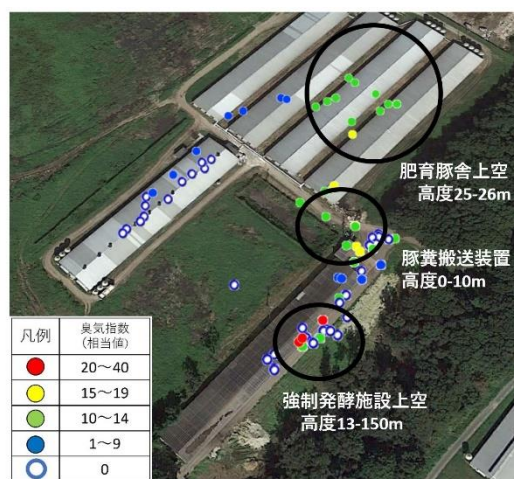 肥育豚舎上空
高度25-26m
豚糞搬送装置
高度0-10m
強制発酵施設上空
高度13-150m
凡例
臭気指数
(相当値)
20～40
15～19
10～14
1～9
0